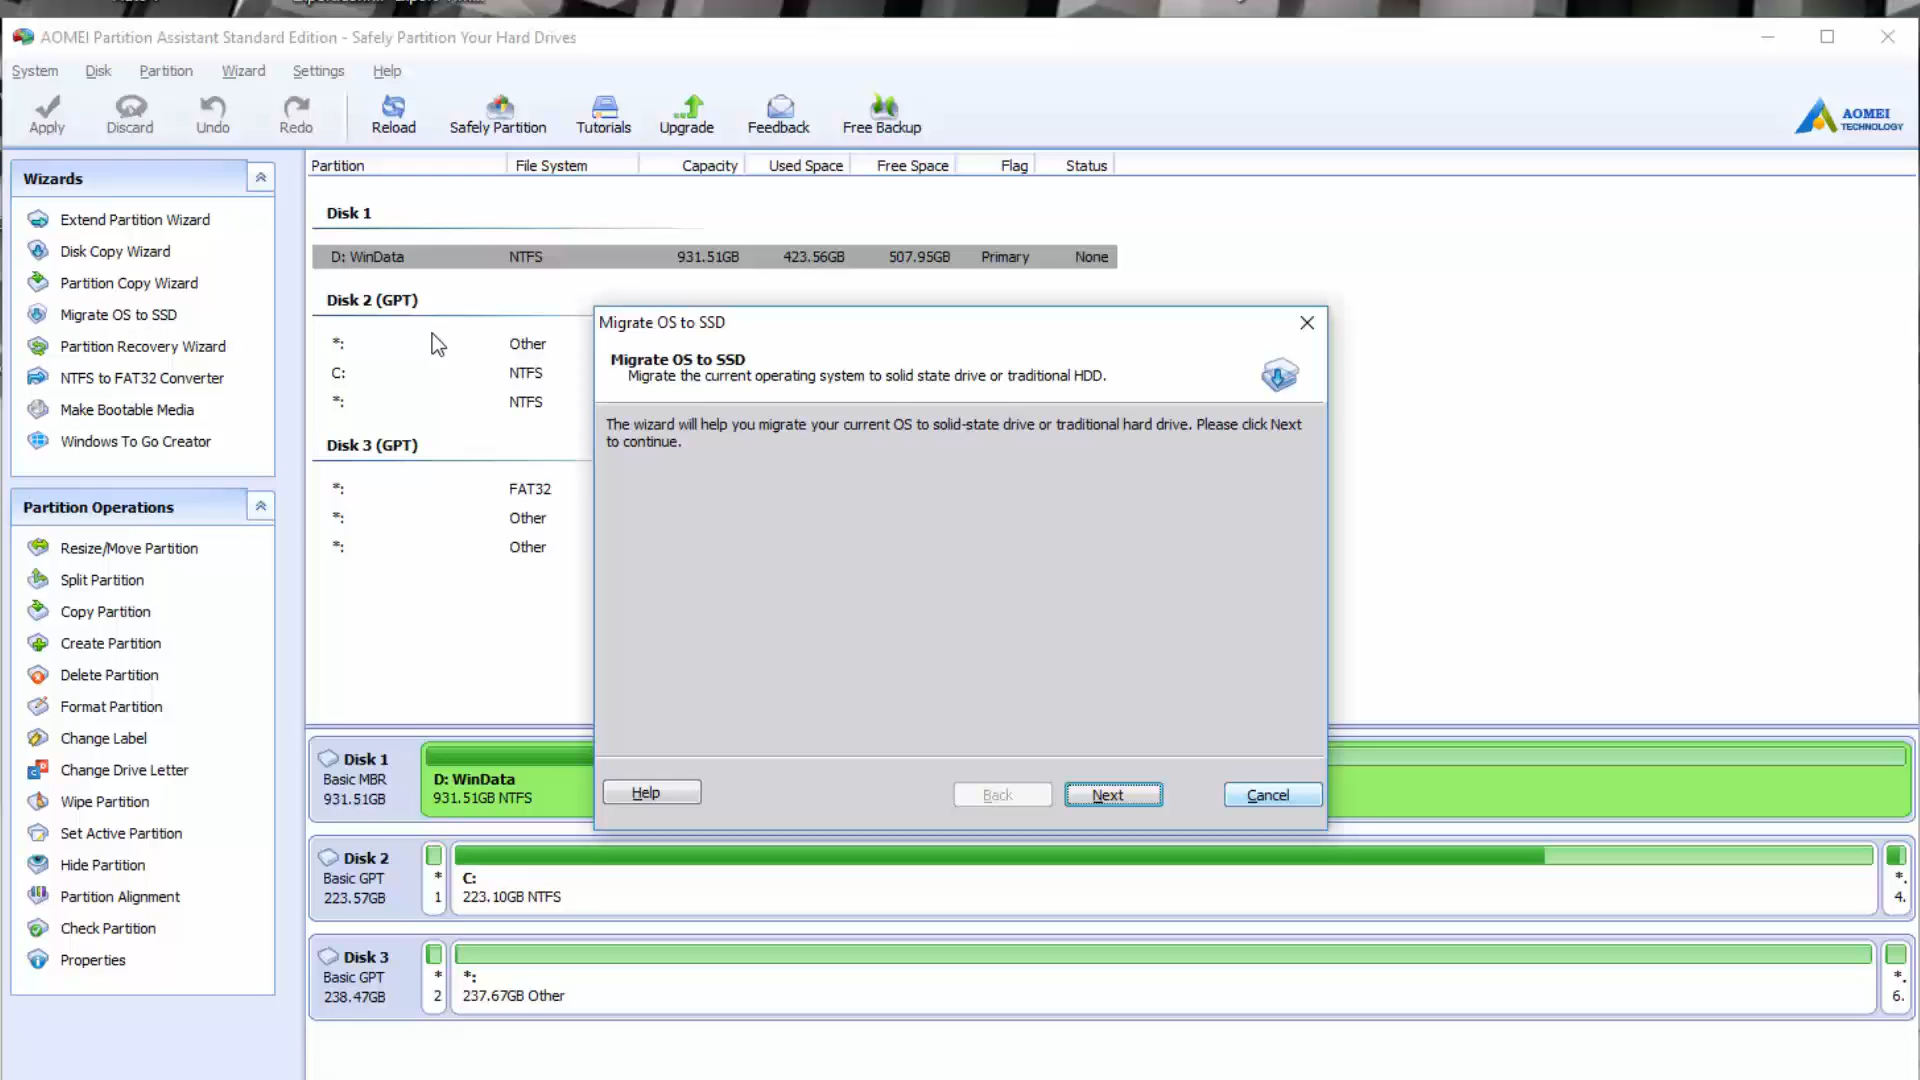 AOMEI Partition Assistant Standard Edition - Safely Partition Your Hard Drives
System Disk Partition Wizard Settings Help
Apply Discard Undo Redo Reload Safely Partition Tutorials Upgrade Feedback Free Backup
AOMEI
TECHNOLOGY
Wizards
Extend Partition Wizard
Disk Copy Wizard
Partition Copy Wizard
Migrate OS to SSD
Partition Recovery Wizard
NTFS to FAT32 Converter
Make Bootable Media
Windows To Go Creator
Partition Operations
Resize/Move Partition
Split Partition
Copy Partition
Create Partition
Delete Partition
Format Partition
Change Label
Change Drive Letter
Wipe Partition
Set Active Partition
Hide Partition
Partition Alignment
Check Partition
Properties
Partition File System Capacity Used Space Free Space Flag Status
Disk 1
D: WinData NTFS 931.51GB 423.56GB 507.95GB Primary None
Disk 2 (GPT)
*: Other
C: NTFS
*: NTFS
Disk 3 (GPT)
*: FAT32
*: Other
*: Other
Migrate OS to SSD
Migrate OS to SSD
Migrate the current operating system to solid state drive or traditional HDD.
The wizard will help you migrate your current OS to solid-state drive or traditional hard drive. Please click Next
to continue.
Help Back Next Cancel
Disk 1
Basic MBR
931.51GB
D: WinData
931.51GB NTFS
Disk 2
Basic GPT
223.57GB
*
1
C:
223.10GB NTFS
*.
4.
Disk 3
Basic GPT
238.47GB
*
2
*:
237.67GB Other
*.
6.